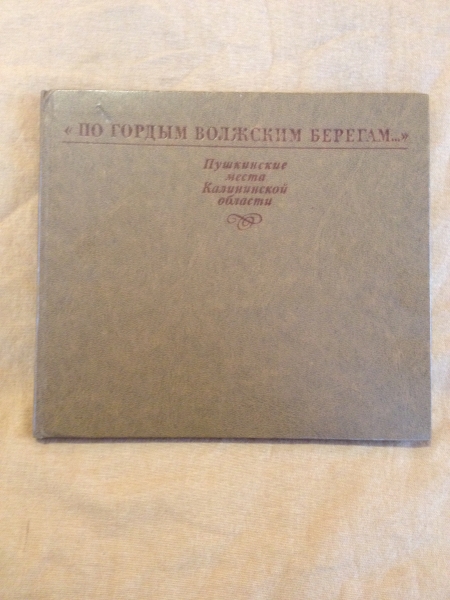 « ПО ГОРДЫМ ВОЛЖСКИМ БЕРЕГАМ...»
Пушкинские
места
Калининской
области